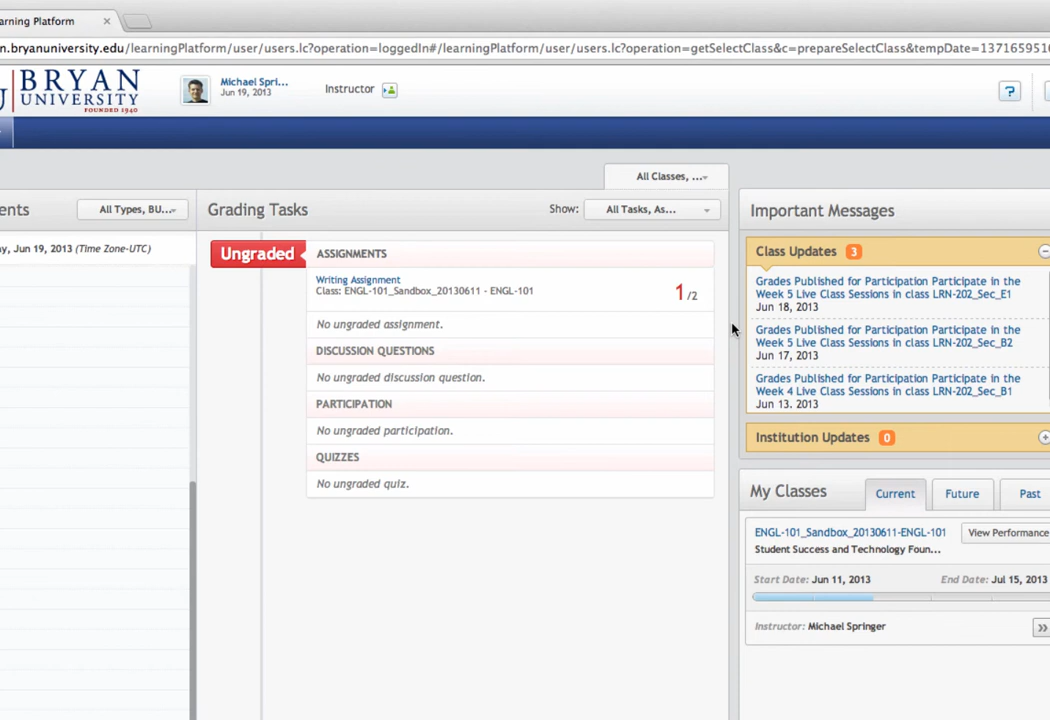 arning Platform ×
n.bryanuniversity.edu/learningPlatform/user/users.lc?operation=loggedIn#/learningPlatform/user/users.lc?operation=getSelectClass&c=prepareSelectClass&tempDate=1371659510
BRYAN
UNIVERSITY
FOUNDED 1940
Michael Spri...
Jun 19, 2013
Instructor
?
All Classes, ...
ents
All Types, BU...
Grading Tasks
Show:
All Tasks, As...
y, Jun 19, 2013 (Time Zone-UTC)
Ungraded
ASSIGNMENTS
Writing Assignment
Class: ENGL-101_Sandbox_20130611 - ENGL-101
1 /2
No ungraded assignment.
DISCUSSION QUESTIONS
No ungraded discussion question.
PARTICIPATION
No ungraded participation.
QUIZZES
No ungraded quiz.
Important Messages
Class Updates 3
Grades Published for Participation Participate in the
Week 5 Live Class Sessions in class LRN-202_Sec_E1
Jun 18, 2013
Grades Published for Participation Participate in the
Week 5 Live Class Sessions in class LRN-202_Sec_B2
Jun 17, 2013
Grades Published for Participation Participate in the
Week 4 Live Class Sessions in class LRN-202_Sec_B1
Jun 13, 2013
Institution Updates 0
My Classes
Current
Future
Past
ENGL-101_Sandbox_20130611-ENGL-101
View Performance
Student Success and Technology Foun...
Start Date: Jun 11, 2013
End Date: Jul 15, 2013
Instructor: Michael Springer